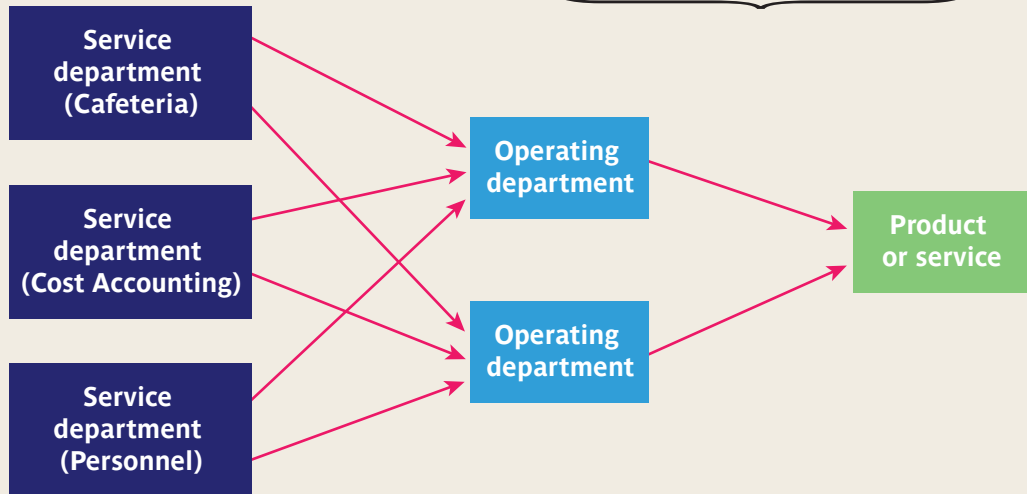 Service
department
(Cafeteria)
Service
department
(Cost Accounting)
Service
department
(Personnel)
Operating
department
Operating
department
Product
or service